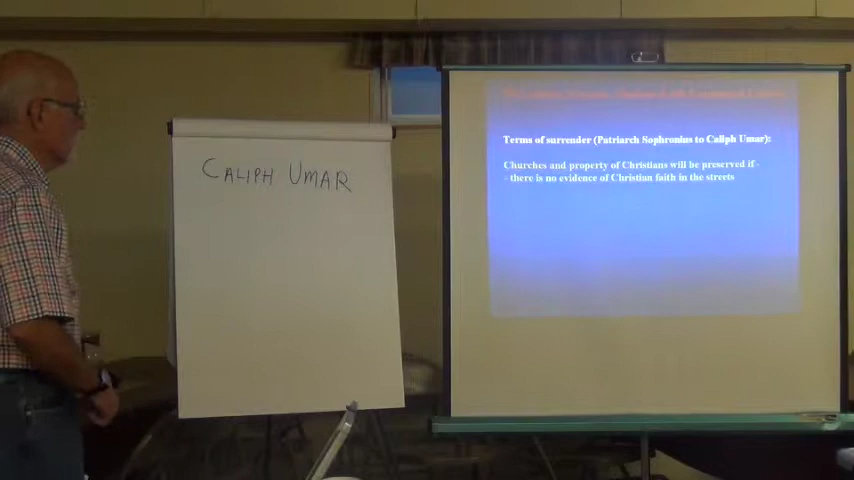 CALIPH UMAR
Terms of surrender (Patriarch Sophronius to Caliph Umar):
Churches and property of Christians will be preserved if -
- there is no evidence of Christian faith in the streets